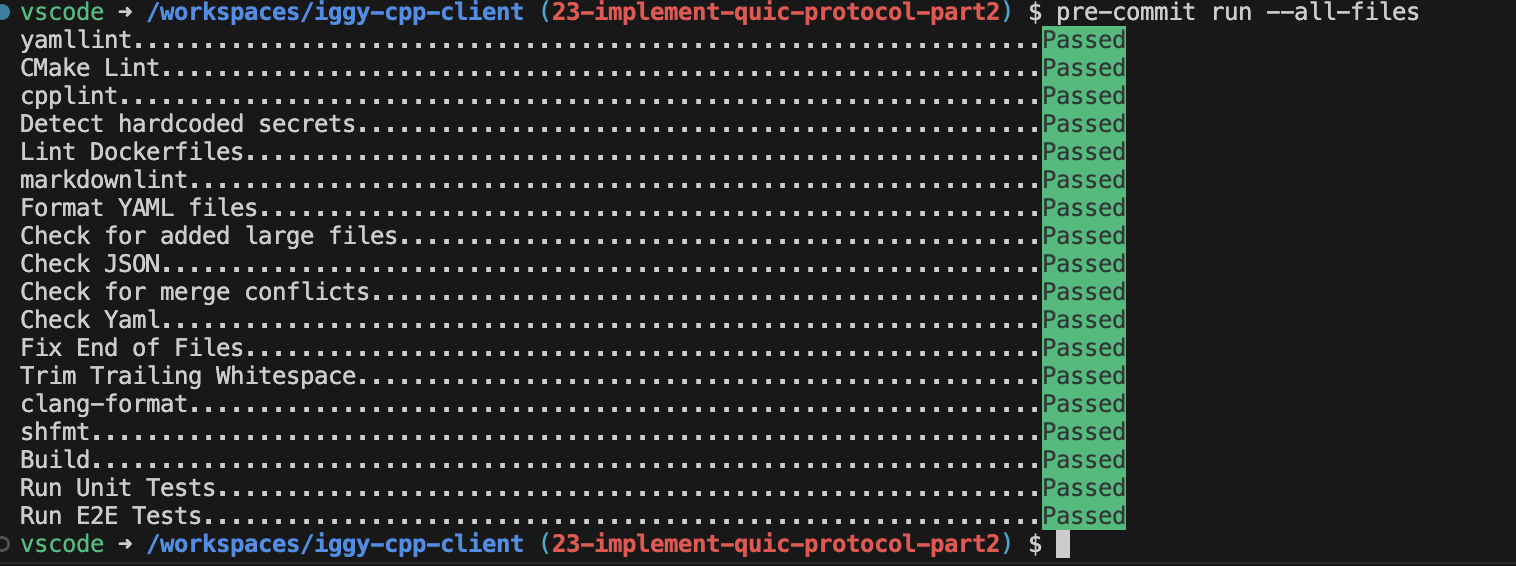 vscode → /workspaces/iggy-cpp-client (23-implement-quic-protocol-part2) $ pre-commit run --all-files
yamllint.................................................................Passed
CMake Lint...............................................................Passed
cpplint..................................................................Passed
Detect hardcoded secrets.................................................Passed
Lint Dockerfiles.........................................................Passed
markdownlint.............................................................Passed
Format YAML files........................................................Passed
Check for added large files..............................................Passed
Check JSON...............................................................Passed
Check for merge conflicts................................................Passed
Check Yaml...............................................................Passed
Fix End of Files.........................................................Passed
Trim Trailing Whitespace.................................................Passed
clang-format.............................................................Passed
shfmt....................................................................Passed
Build....................................................................Passed
Run Unit Tests...........................................................Passed
Run E2E Tests............................................................Passed
vscode → /workspaces/iggy-cpp-client (23-implement-quic-protocol-part2) $